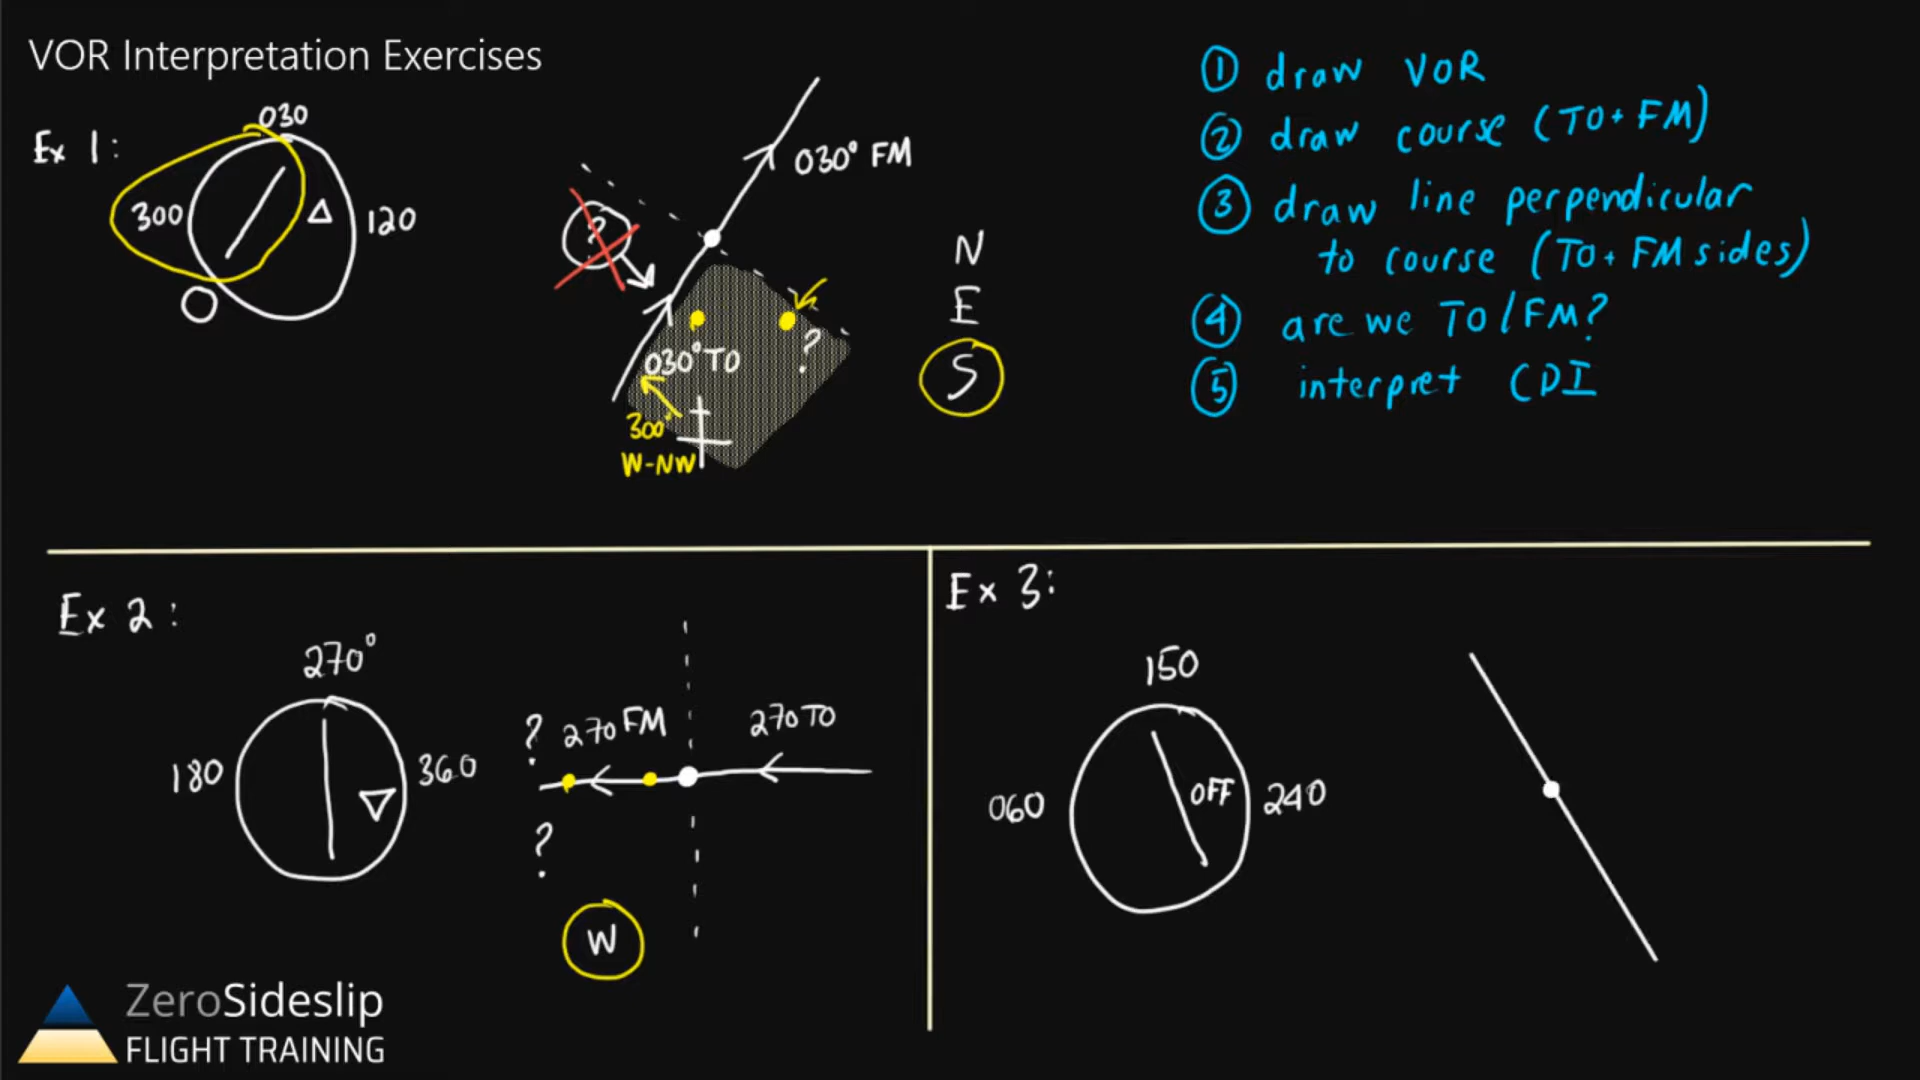 VOR Interpretation Exercises
Ex 1:
030
300
120
030° FM
?
030° TO
?
300°
W-NW
N
E
S
① draw VOR
② draw course (TO + FM)
③ draw line perpendicular
to course (TO + FM sides)
④ are we TO/FM?
⑤ interpret CDI
Ex 2:
270°
180
360
? 270 FM
270 TO
?
W
Ex 3:
150
060
OFF
240
ZeroSideslip
FLIGHT TRAINING